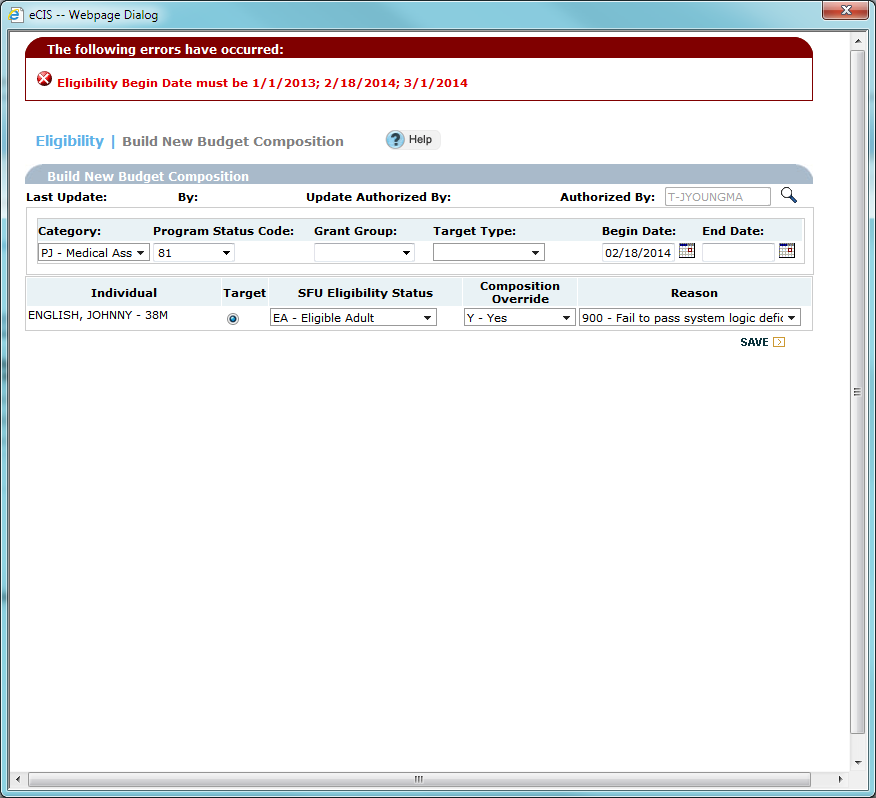 eCIS -- Webpage Dialog
The following errors have occurred:
Eligibility Begin Date must be 1/1/2013; 2/18/2014; 3/1/2014
Eligibility | Build New Budget Composition ? Help
Build New Budget Composition
Last Update: By: Update Authorized By: Authorized By: T-JYOUNGMA
Category: Program Status Code: Grant Group: Target Type: Begin Date: End Date:
PJ - Medical Ass 81 02/18/2014
Individual Target SFU Eligibility Status Composition Override Reason
ENGLISH, JOHNNY - 38M EA - Eligible Adult Y - Yes 900 - Fail to pass system logic defic
SAVE